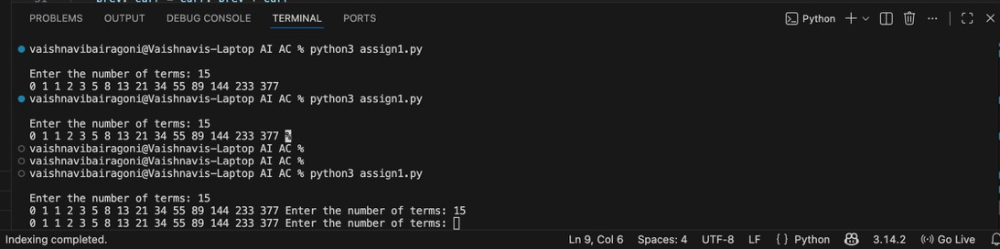 PROBLEMS OUTPUT DEBUG CONSOLE TERMINAL PORTS Python
vaishnavibairagoni@Vaishnavis-Laptop AI AC % python3 assign1.py
Enter the number of terms: 15
0 1 1 2 3 5 8 13 21 34 55 89 144 233 377
vaishnavibairagoni@Vaishnavis-Laptop AI AC % python3 assign1.py
Enter the number of terms: 15
0 1 1 2 3 5 8 13 21 34 55 89 144 233 377 %
vaishnavibairagoni@Vaishnavis-Laptop AI AC %
vaishnavibairagoni@Vaishnavis-Laptop AI AC %
vaishnavibairagoni@Vaishnavis-Laptop AI AC % python3 assign1.py
Enter the number of terms: 15
0 1 1 2 3 5 8 13 21 34 55 89 144 233 377 Enter the number of terms: 15
0 1 1 2 3 5 8 13 21 34 55 89 144 233 377 Enter the number of terms:
Indexing completed. Ln 9, Col 6 Spaces: 4 UTF-8 LF { } Python 3.14.2 Go Live